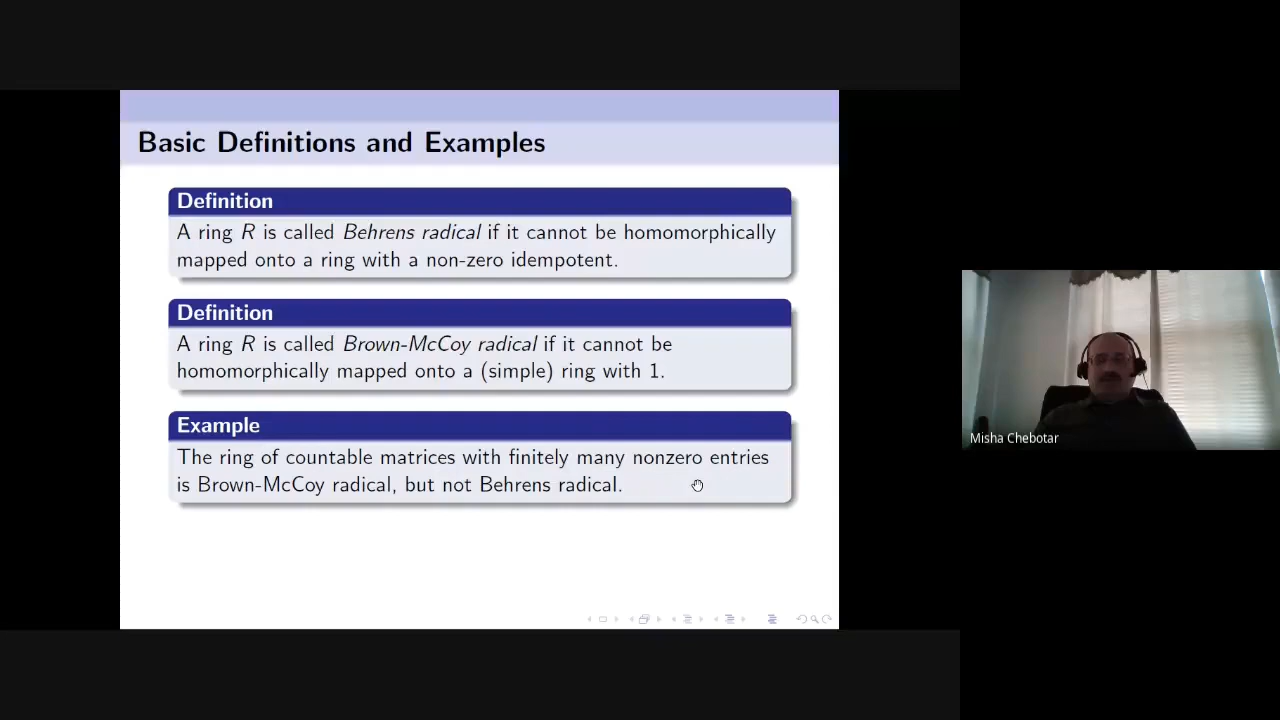 Basic Definitions and Examples
Definition
A ring R is called Behrens radical if it cannot be homomorphically
mapped onto a ring with a non-zero idempotent.
Definition
A ring R is called Brown-McCoy radical if it cannot be
homomorphically mapped onto a (simple) ring with 1.
Example
The ring of countable matrices with finitely many nonzero entries
is Brown-McCoy radical, but not Behrens radical.
Misha Chebotar